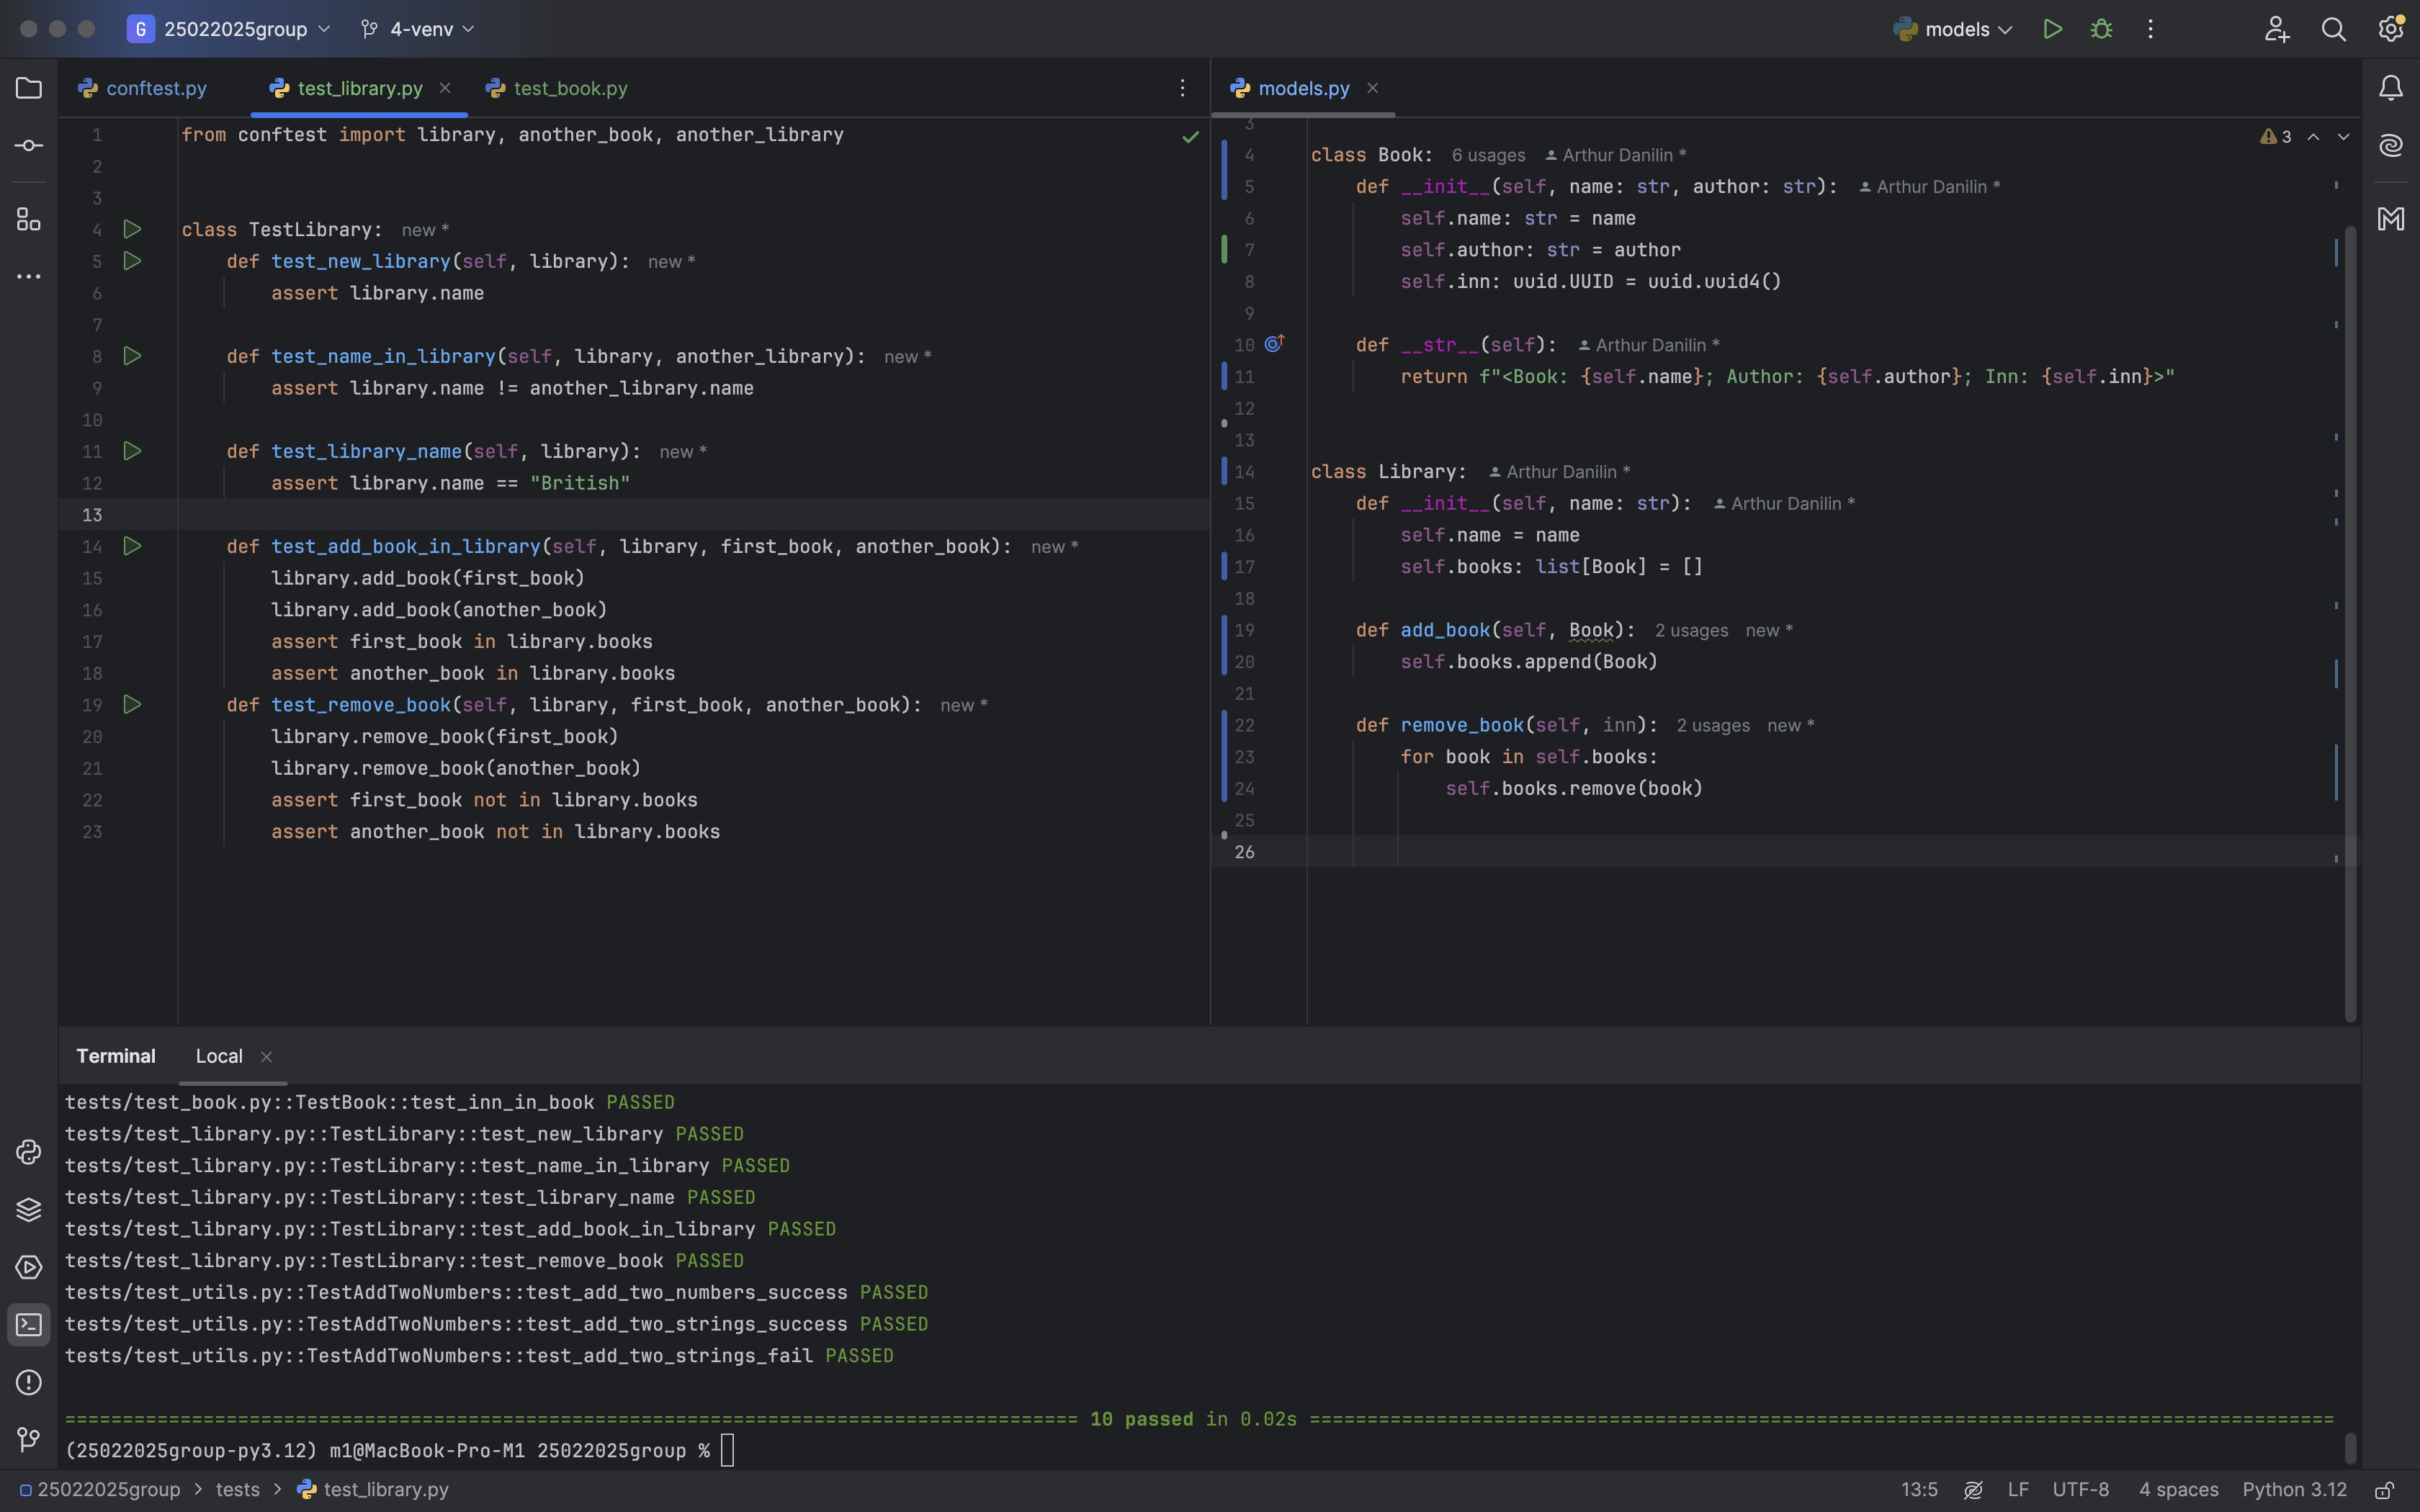 G 25022025group 4-venv models
conftest.py test_library.py test_book.py
1 from conftest import library, another_book, another_library
2
3
4 class TestLibrary: new *
5 def test_new_library(self, library): new *
6 assert library.name
7
8 def test_name_in_library(self, library, another_library): new *
9 assert library.name != another_library.name
10
11 def test_library_name(self, library): new *
12 assert library.name == "British"
13
14 def test_add_book_in_library(self, library, first_book, another_book): new *
15 library.add_book(first_book)
16 library.add_book(another_book)
17 assert first_book in library.books
18 assert another_book in library.books
19 def test_remove_book(self, library, first_book, another_book): new *
20 library.remove_book(first_book)
21 library.remove_book(another_book)
22 assert first_book not in library.books
23 assert another_book not in library.books
models.py
3
3
4 class Book: 6 usages Arthur Danilin *
5 def __init__(self, name: str, author: str): Arthur Danilin *
6 self.name: str = name
7 self.author: str = author
8 self.inn: uuid.UUID = uuid.uuid4()
9
10 def __str__(self): Arthur Danilin *
11 return f"<Book: {self.name}; Author: {self.author}; Inn: {self.inn}>"
12
13
14 class Library: Arthur Danilin *
15 def __init__(self, name: str): Arthur Danilin *
16 self.name = name
17 self.books: list[Book] = []
18
19 def add_book(self, Book): 2 usages new *
20 self.books.append(Book)
21
22 def remove_book(self, inn): 2 usages new *
23 for book in self.books:
24 self.books.remove(book)
25
26
Terminal Local
tests/test_book.py::TestBook::test_inn_in_book PASSED
tests/test_library.py::TestLibrary::test_new_library PASSED
tests/test_library.py::TestLibrary::test_name_in_library PASSED
tests/test_library.py::TestLibrary::test_library_name PASSED
tests/test_library.py::TestLibrary::test_add_book_in_library PASSED
tests/test_library.py::TestLibrary::test_remove_book PASSED
tests/test_utils.py::TestAddTwoNumbers::test_add_two_numbers_success PASSED
tests/test_utils.py::TestAddTwoNumbers::test_add_two_strings_success PASSED
tests/test_utils.py::TestAddTwoNumbers::test_add_two_strings_fail PASSED
======================================================================================== 10 passed in 0.02s =========================================================================================
(25022025group-py3.12) m1@MacBook-Pro-M1 25022025group %
25022025group > tests > test_library.py 13:5 LF UTF-8 4 spaces Python 3.12